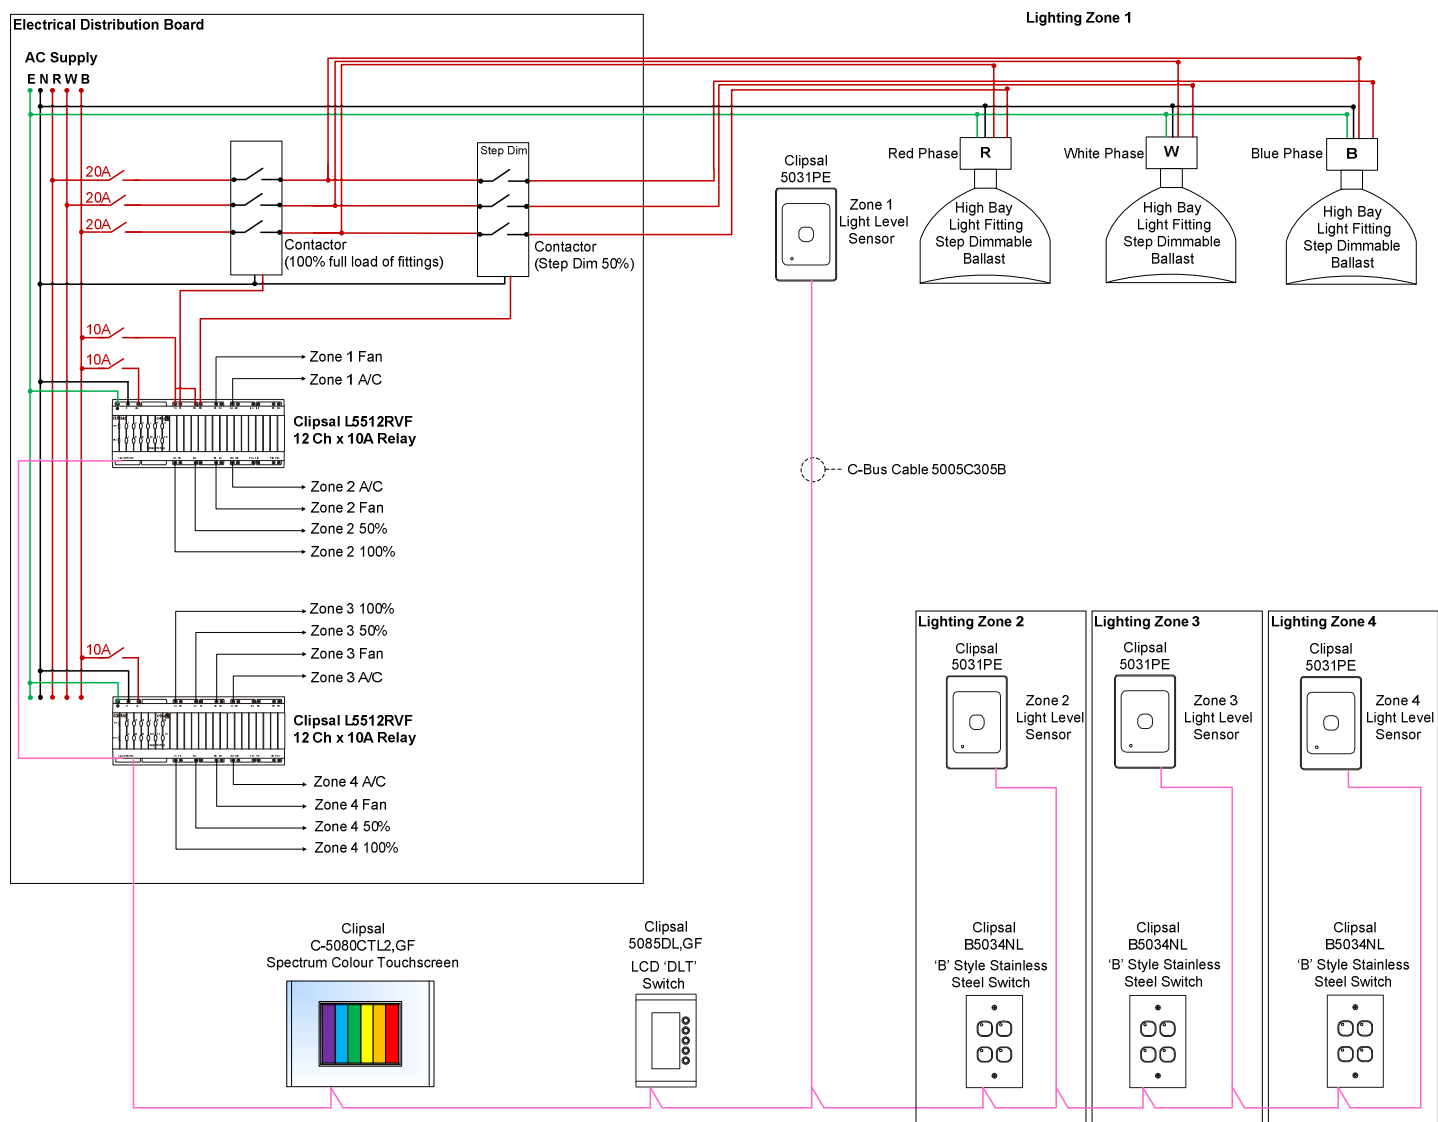 Electrical Distribution Board
Lighting Zone 1
AC Supply
E N R W B
20A
20A
20A
Step Dim
Contactor
(100% full load of fittings)
Contactor
(Step Dim 50%)
Clipsal
5031PE
Zone 1
Light Level
Sensor
Red Phase
R
White Phase
W
Blue Phase
B
High Bay
Light Fitting
Step Dimmable
Ballast
High Bay
Light Fitting
Step Dimmable
Ballast
High Bay
Light Fitting
Step Dimmable
Ballast
10A
10A
Zone 1 Fan
Zone 1 A/C
Clipsal L5512RVF
12 Ch x 10A Relay
C-Bus Cable 5005C305B
Zone 2 A/C
Zone 2 Fan
Zone 2 50%
Zone 2 100%
Zone 3 100%
Zone 3 50%
Zone 3 Fan
Zone 3 A/C
10A
Clipsal L5512RVF
12 Ch x 10A Relay
Zone 4 A/C
Zone 4 Fan
Zone 4 50%
Zone 4 100%
Lighting Zone 2
Clipsal
5031PE
Zone 2
Light Level
Sensor
Lighting Zone 3
Clipsal
5031PE
Zone 3
Light Level
Sensor
Lighting Zone 4
Clipsal
5031PE
Zone 4
Light Level
Sensor
Clipsal
C-5080CTL2,GF
Spectrum Colour Touchscreen
Clipsal
5085DL,GF
LCD ‘DLT’
Switch
Clipsal
B5034NL
‘B’ Style Stainless
Steel Switch
Clipsal
B5034NL
‘B’ Style Stainless
Steel Switch
Clipsal
B5034NL
‘B’ Style Stainless
Steel Switch